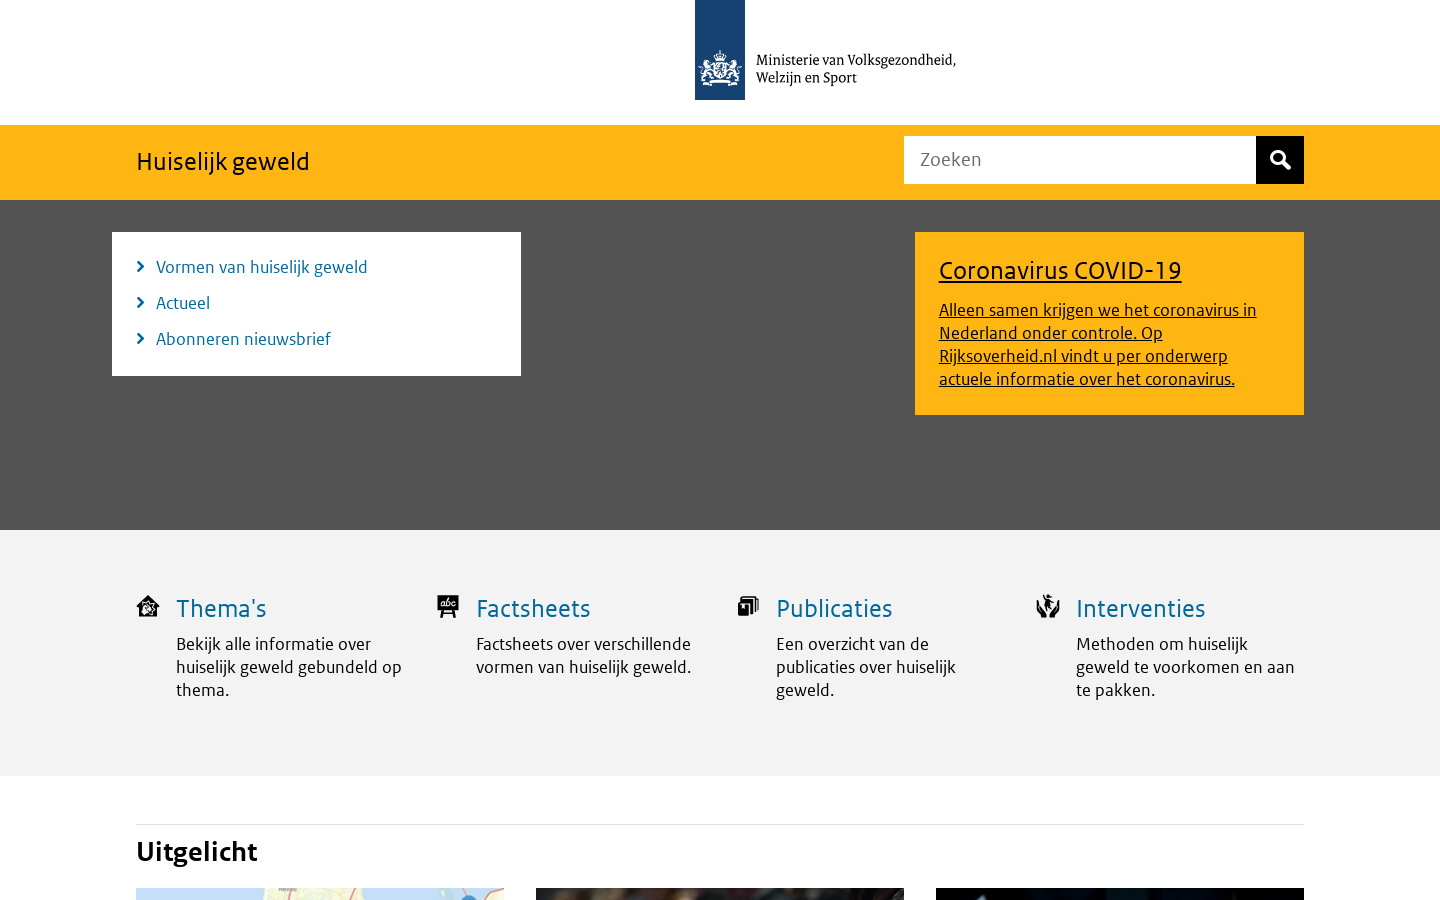 Ministerie van Volksgezondheid,
Welzijn en Sport
Huiselijk geweld
Zoeken
Vormen van huiselijk geweld
Actueel
Abonneren nieuwsbrief
Coronavirus COVID-19
Alleen samen krijgen we het coronavirus in
Nederland onder controle. Op
Rijksoverheid.nl vindt u per onderwerp
actuele informatie over het coronavirus.
Thema's
Bekijk alle informatie over
huiselijk geweld gebundeld op
thema.
abc
Factsheets
Factsheets over verschillende
vormen van huiselijk geweld.
Publicaties
Een overzicht van de
publicaties over huiselijk
geweld.
Interventies
Methoden om huiselijk
geweld te voorkomen en aan
te pakken.
Uitgelicht